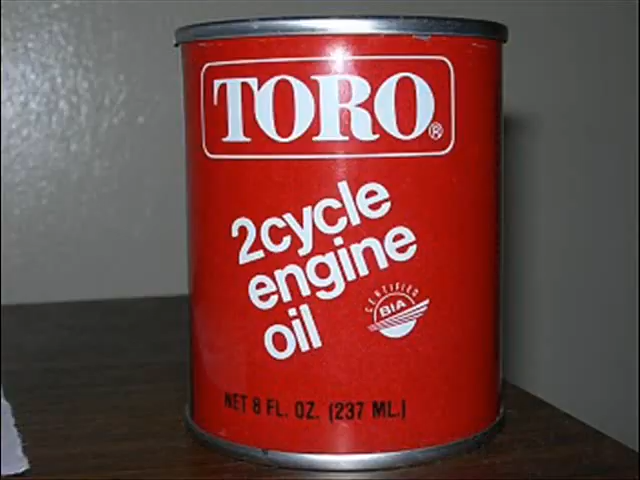 TORO®
2cycle
engine
oil
CERTIFIED
BIA
NET 8 FL. OZ. (237 ML.)